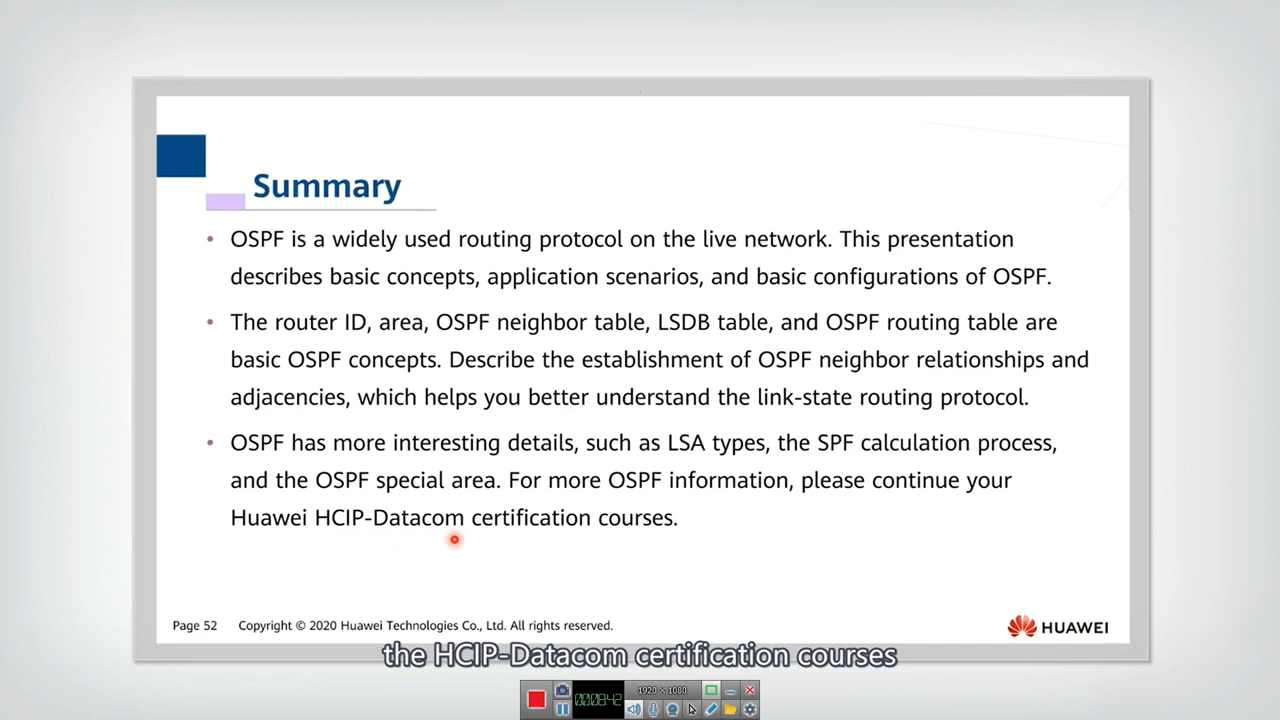 Summary
• OSPF is a widely used routing protocol on the live network. This presentation
describes basic concepts, application scenarios, and basic configurations of OSPF.
• The router ID, area, OSPF neighbor table, LSDB table, and OSPF routing table are
basic OSPF concepts. Describe the establishment of OSPF neighbor relationships and
adjacencies, which helps you better understand the link-state routing protocol.
• OSPF has more interesting details, such as LSA types, the SPF calculation process,
and the OSPF special area. For more OSPF information, please continue your
Huawei HCIP-Datacom certification courses.
Page 52 Copyright © 2020 Huawei Technologies Co., Ltd. All rights reserved.
HUAWEI
the HCIP-Datacom certification courses
1920 × 1080
00:08:42